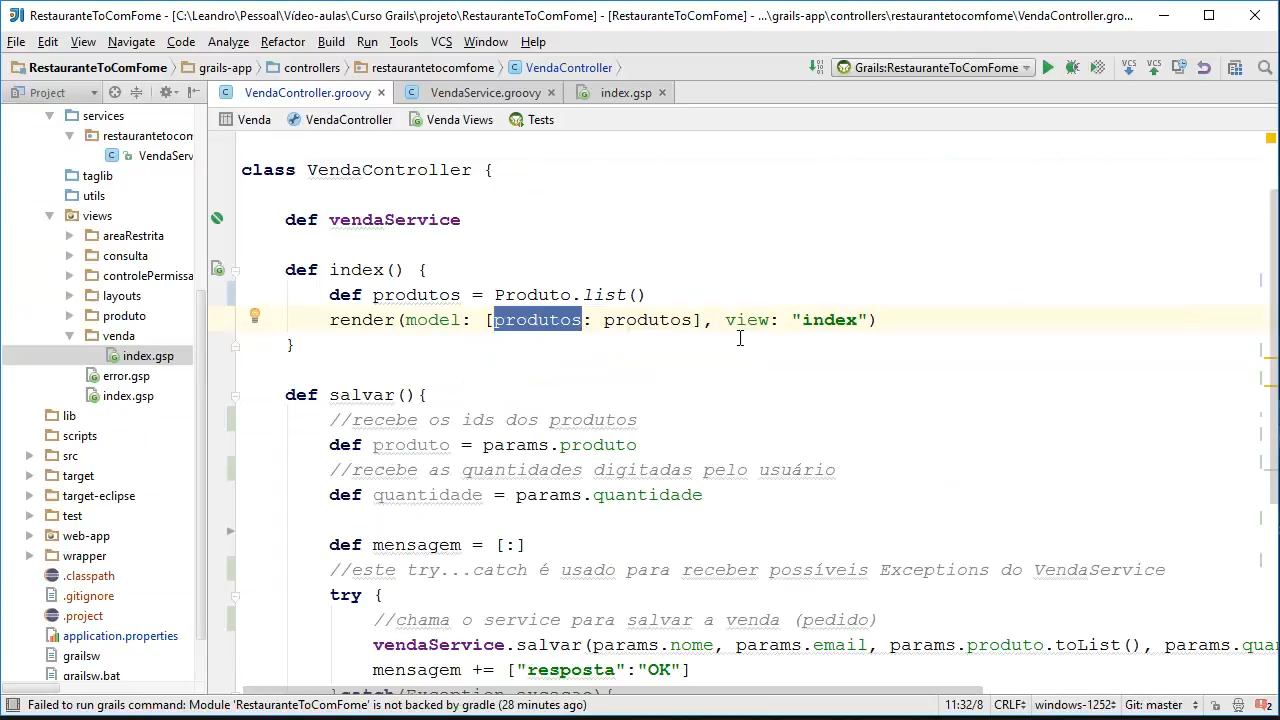 RestauranteToComFome - [C:\Leandro\Pessoal\Vídeo-aulas\Curso Grails\projeto\RestauranteToComFome] - [RestauranteToComFome] - ...\grails-app\controllers\restaurantetocomfome\VendaController.gro...
File Edit View Navigate Code Analyze Refactor Build Run Tools VCS Window Help
RestauranteToComFome grails-app controllers restaurantetocomfome VendaController Grails:RestauranteToComFome VCS VCS
Project VendaController.groovy VendaService.groovy index.gsp
Venda VendaController Venda Views Tests
services
restaurantetocon
VendaServ
taglib
utils
views
areaRestrita
consulta
controlePermissa
layouts
produto
venda
index.gsp
error.gsp
index.gsp
lib
scripts
src
target
target-eclipse
test
web-app
wrapper
.classpath
.gitignore
.project
application.properties
grailsw
grailsw.bat
class VendaController {
def vendaService
def index() {
def produtos = Produto.list()
render(model: [produtos: produtos], view: "index")
}
def salvar(){
//recebe os ids dos produtos
def produto = params.produto
//recebe as quantidades digitadas pelo usuário
def quantidade = params.quantidade
def mensagem = [:]
//este try...catch é usado para receber possíveis Exceptions do VendaService
try {
//chama o service para salvar a venda (pedido)
vendaService.salvar(params.nome, params.email, params.produto.toList(), params.quan
mensagem += ["resposta":"OK"]
}catch(Exception excecao){
Failed to run grails command: Module 'RestauranteToComFome' is not backed by gradle (28 minutes ago) 11:32/8 CRLF windows-1252 Git: master 2